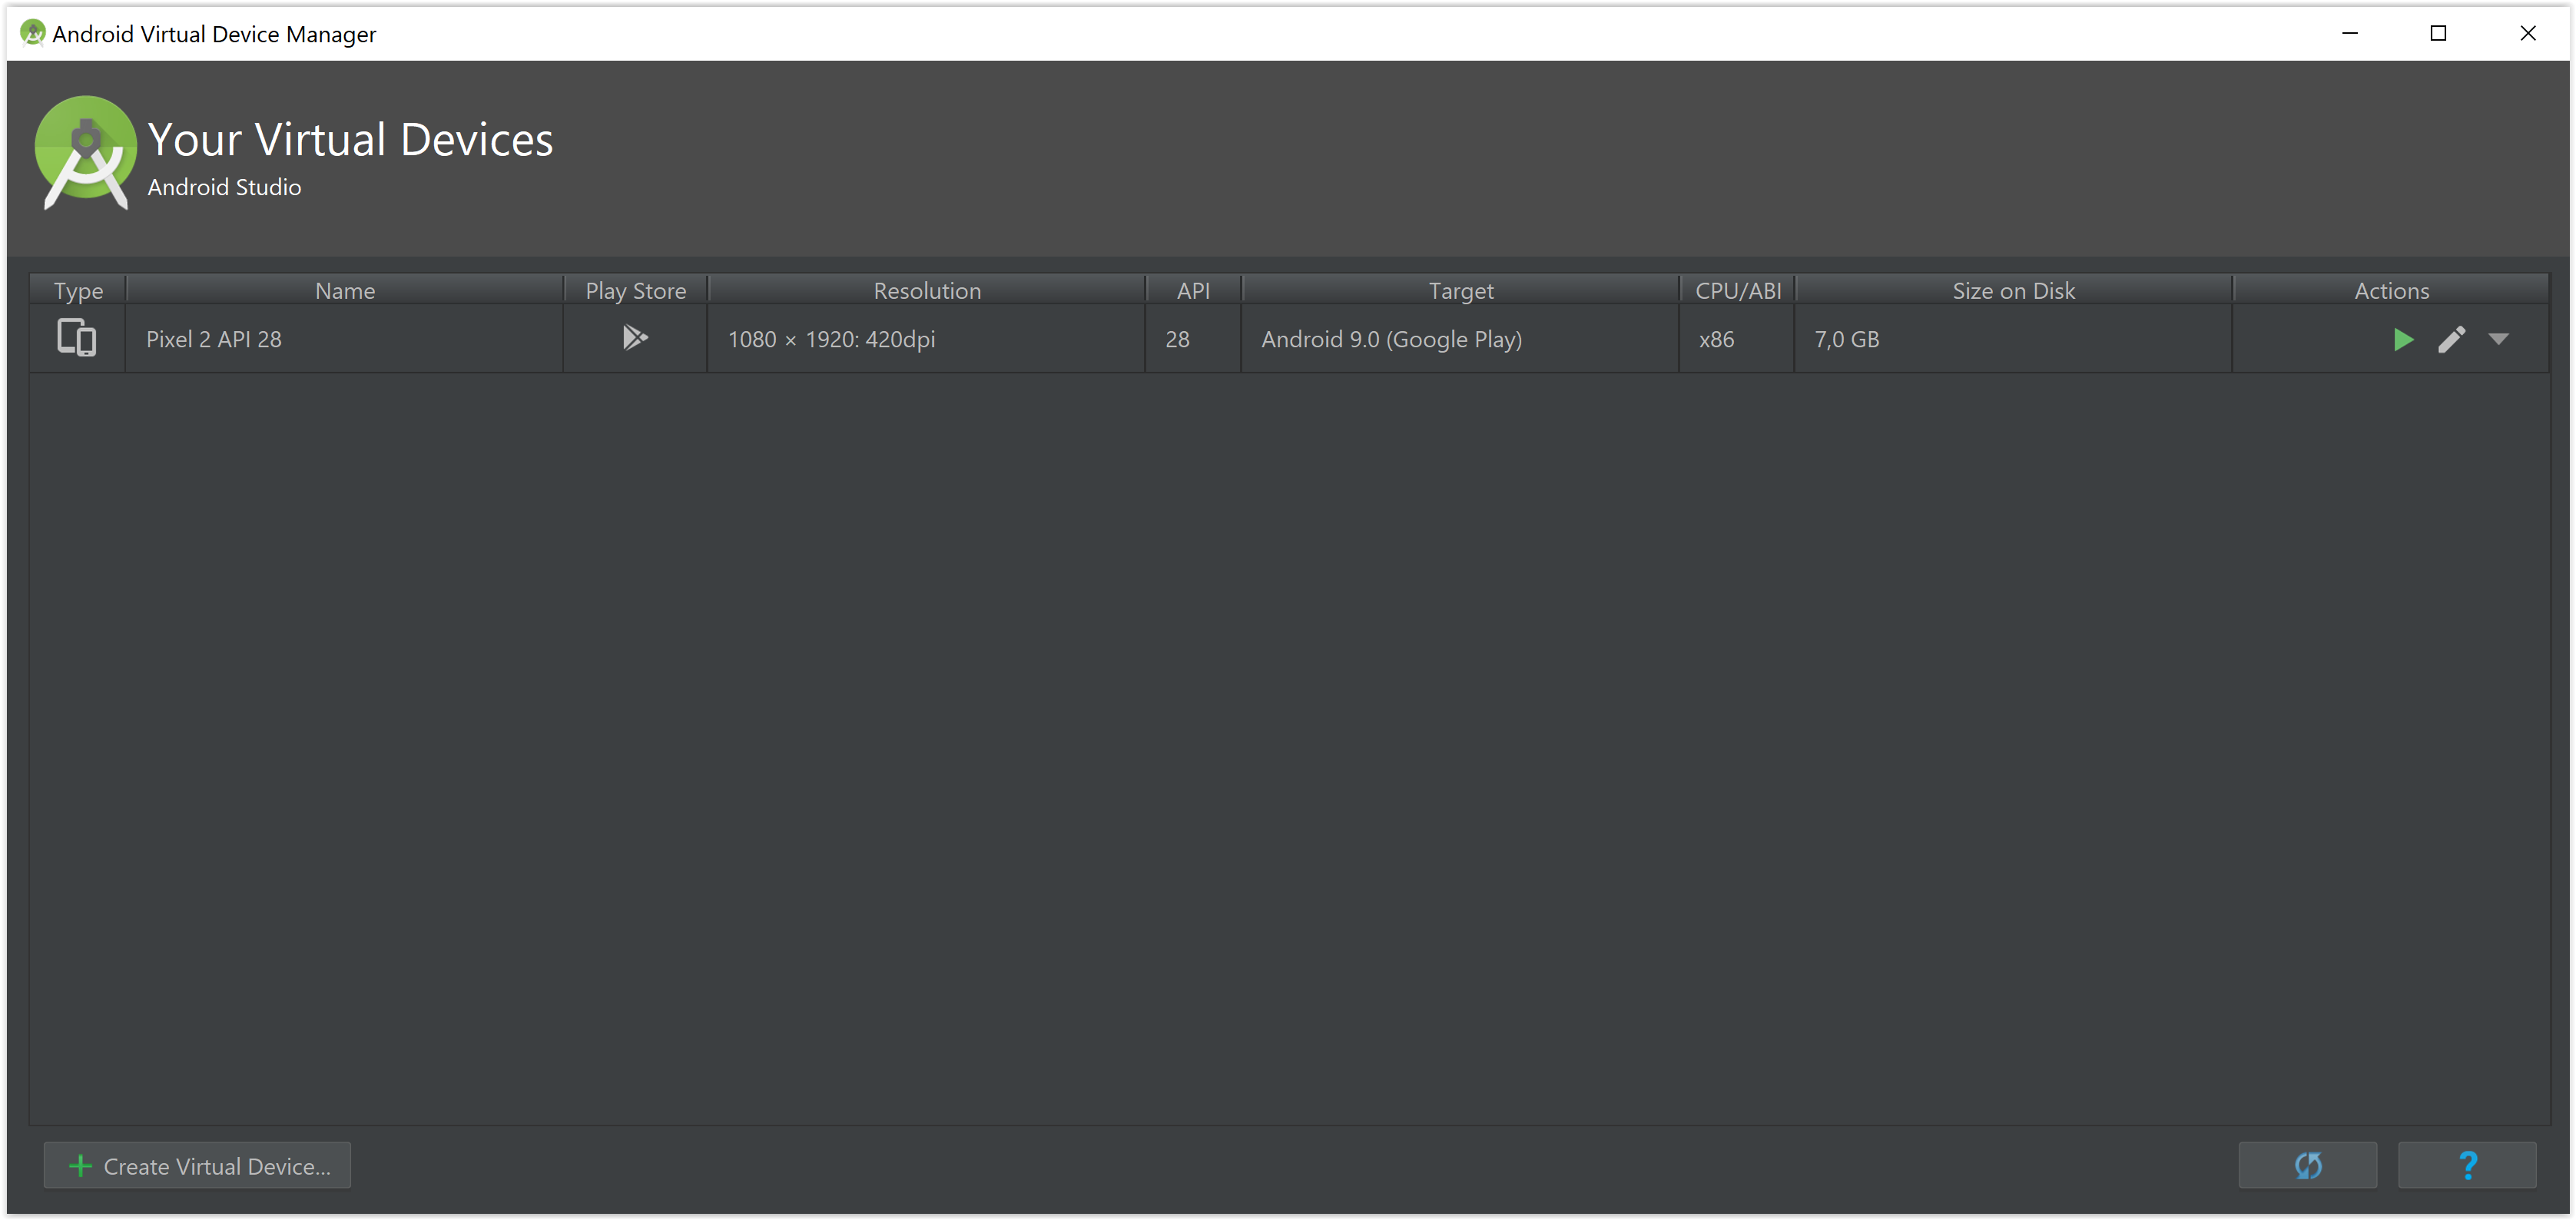 Android Virtual Device Manager
Your Virtual Devices
Android Studio
Type Name Play Store Resolution API Target CPU/ABI Size on Disk Actions
Pixel 2 API 28 1080 × 1920: 420dpi 28 Android 9.0 (Google Play) x86 7,0 GB
Create Virtual Device...
?